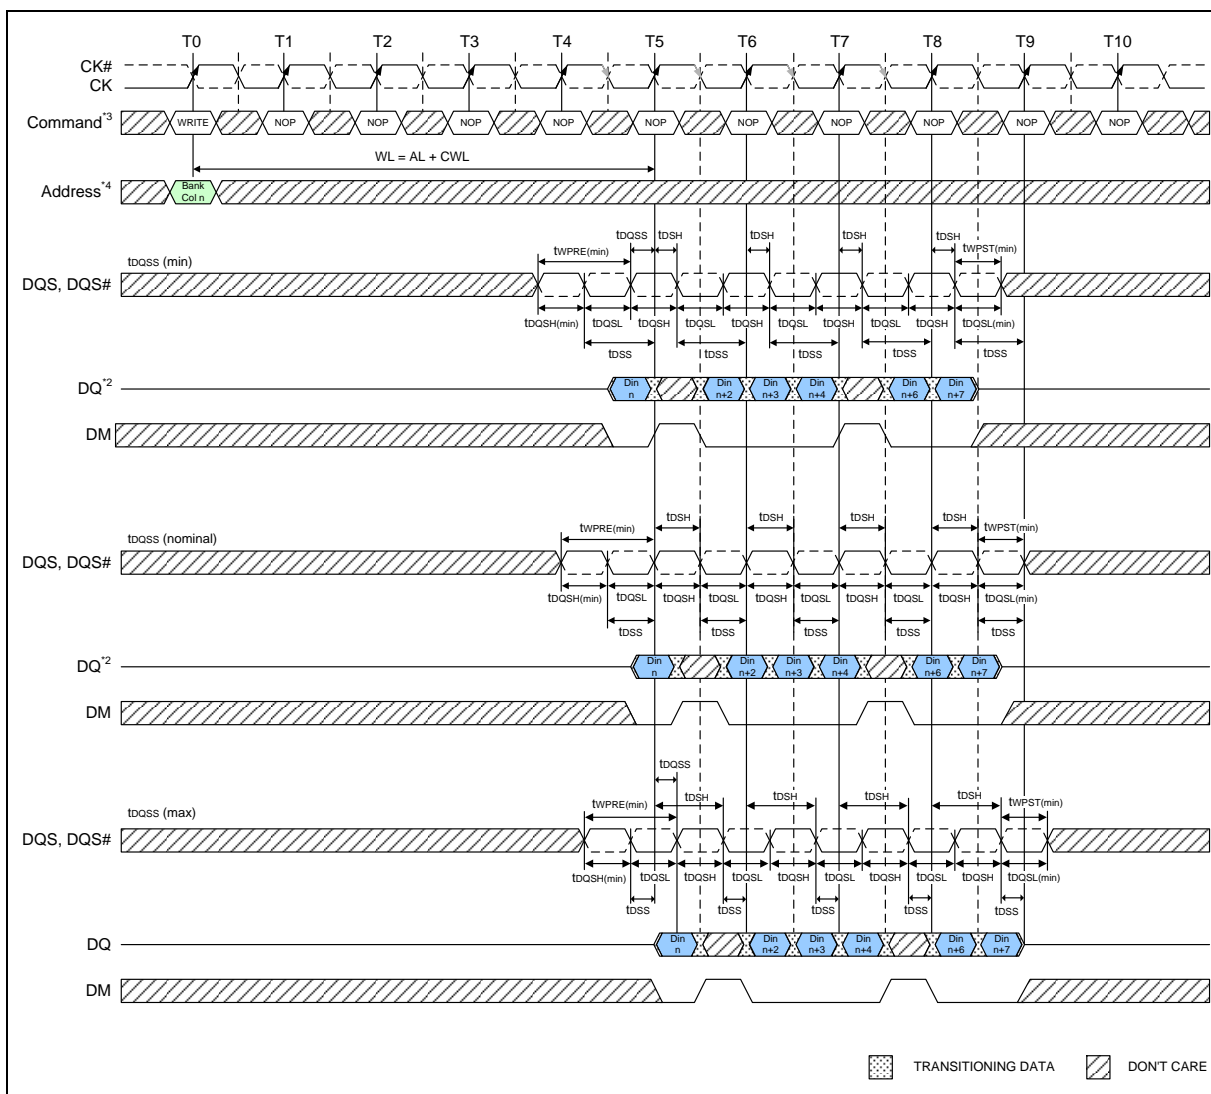 T0 T1 T2 T3 T4 T5 T6 T7 T8 T9 T10
CK#
CK
Command*3 WRITE NOP NOP NOP NOP NOP NOP NOP NOP NOP NOP
WL = AL + CWL
Address*4 Bank Col n
tDQSS tDSH tDSH tDSH tDSH
tDQSS (min) tWPRE(min) tWPST(min)
DQS, DQS#
tDQSH(min) tDQSL tDQSH tDQSL tDQSH tDQSL tDQSH tDQSL tDQSH tDQSL(min)
tDSS tDSS tDSS tDSS tDSS
DQ*2 Din n Din n+2 Din n+3 Din n+4 Din n+6 Din n+7
DM
tWPRE(min) tDSH tDSH tDSH tDSH tWPST(min)
tDQSS (nominal)
DQS, DQS#
tDQSH(min) tDQSL tDQSH tDQSL tDQSH tDQSL tDQSH tDQSL tDQSH tDQSL(min)
tDSS tDSS tDSS tDSS tDSS
DQ*2 Din n Din n+2 Din n+3 Din n+4 Din n+6 Din n+7
DM
tDQSS
tWPRE(min) tDSH tDSH tDSH tDSH tWPST(min)
tDQSS (max)
DQS, DQS#
tDQSH(min) tDQSL tDQSH tDQSL tDQSH tDQSL tDQSH tDQSL tDQSH tDQSL(min)
tDSS tDSS tDSS tDSS tDSS
DQ Din n Din n+2 Din n+3 Din n+4 Din n+6 Din n+7
DM
TRANSITIONING DATA DON'T CARE